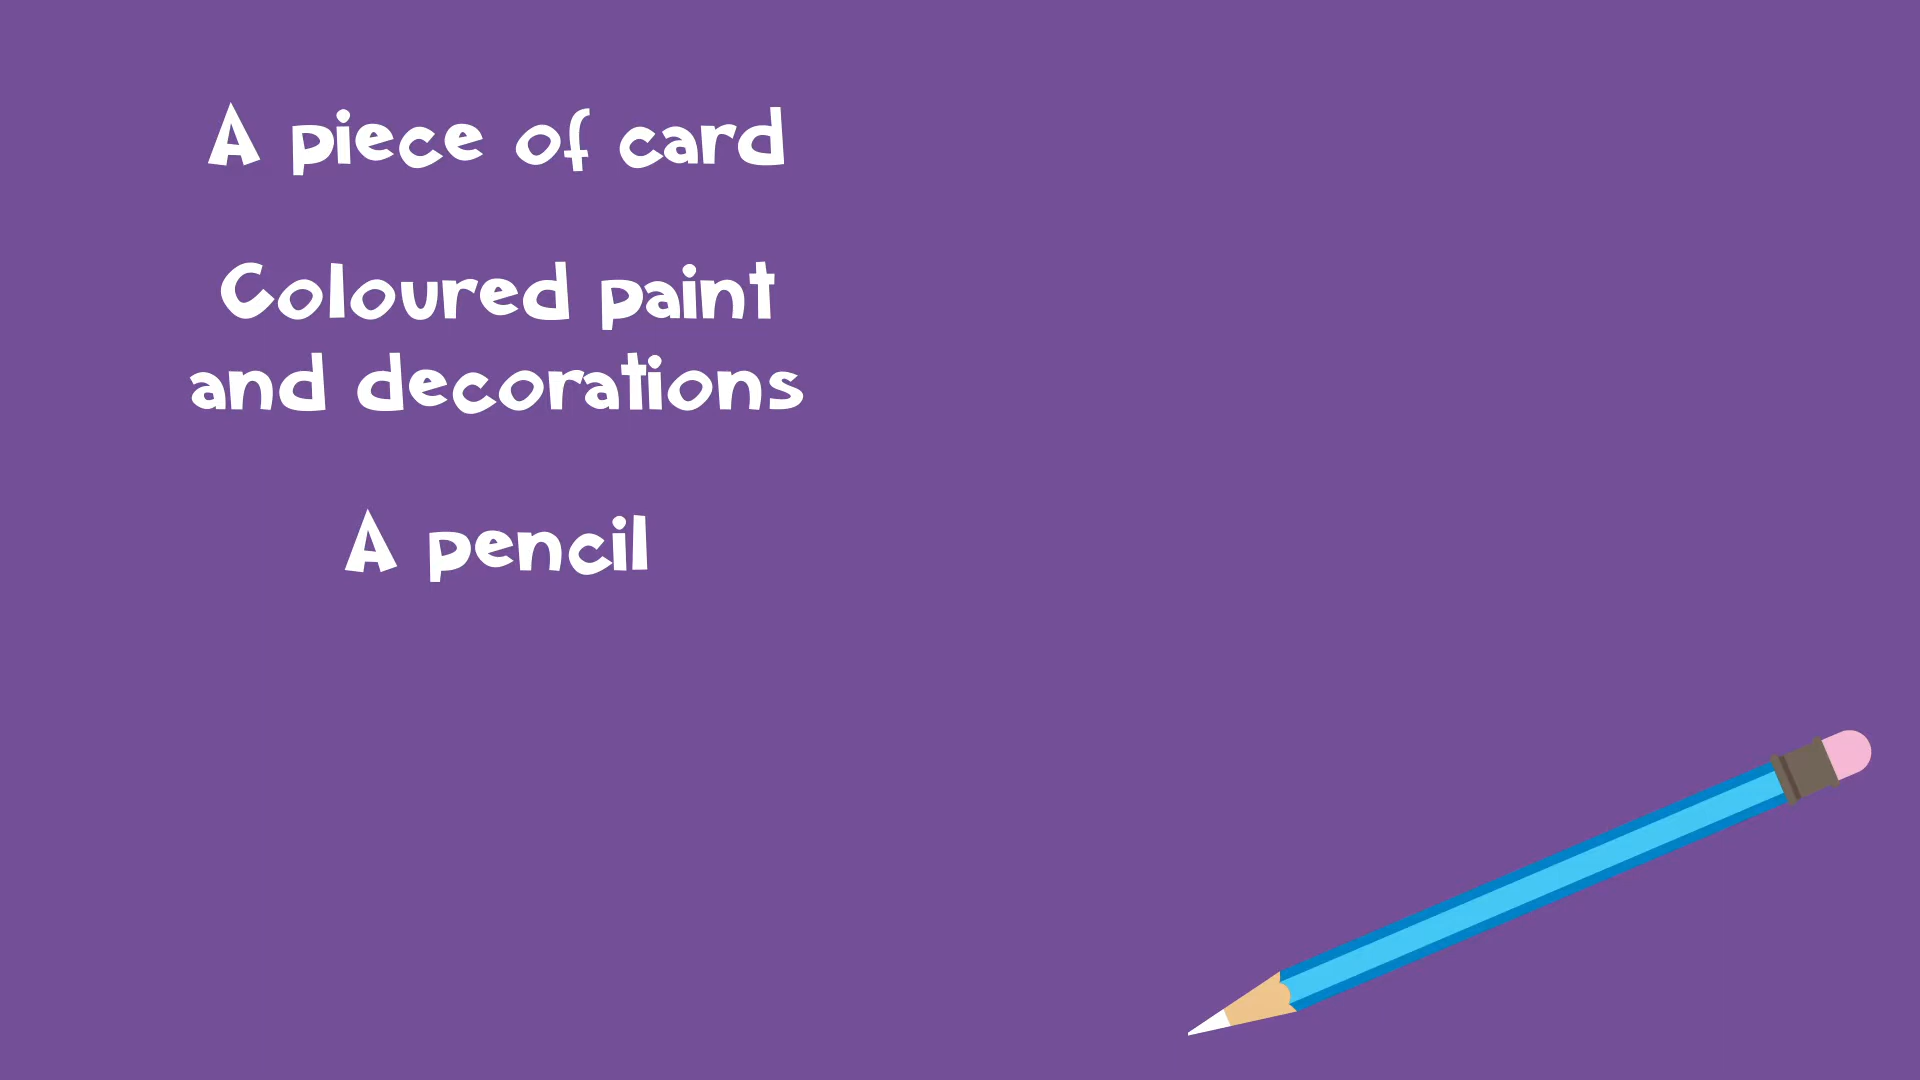 A piece of card
Coloured paint
and decorations
A pencil